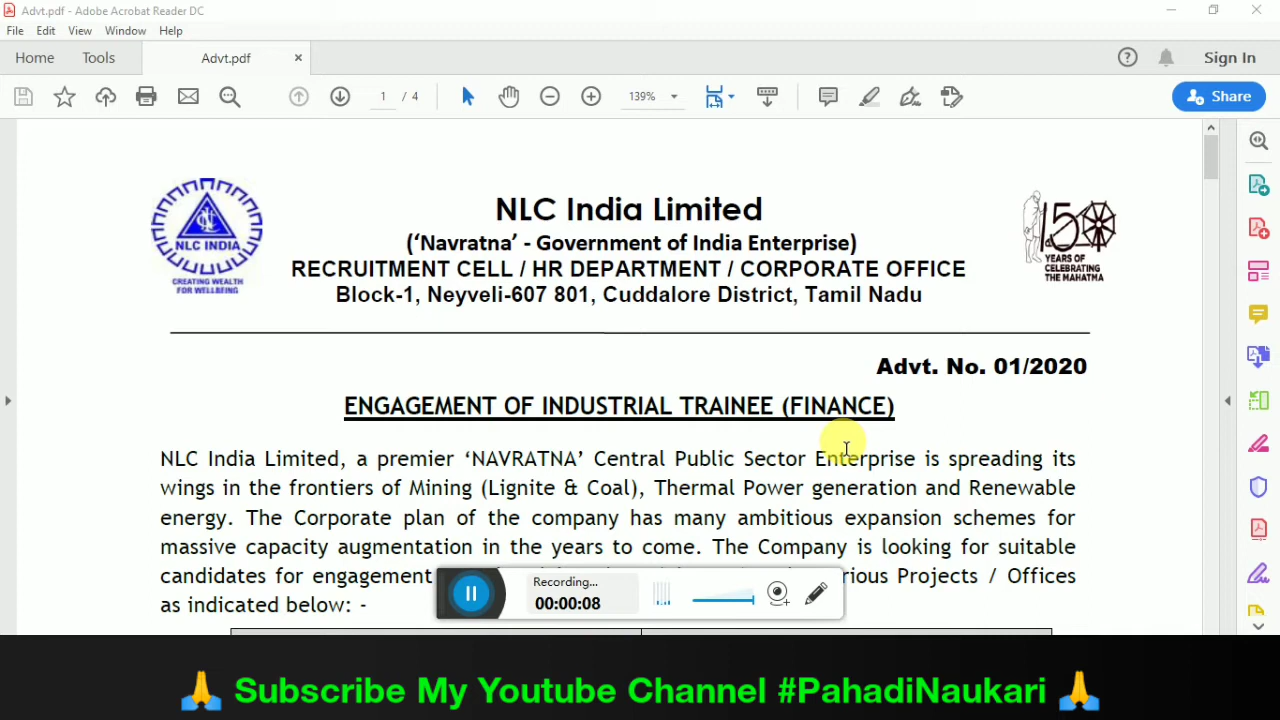 Advt.pdf - Adobe Acrobat Reader DC
File Edit View Window Help
Home Tools Advt.pdf × Sign In
1 / 4 139% Share
NLC India Limited
(‘Navratna’ - Government of India Enterprise)
RECRUITMENT CELL / HR DEPARTMENT / CORPORATE OFFICE
Block-1, Neyveli-607 801, Cuddalore District, Tamil Nadu
NLC INDIA
CREATING WEALTH
FOR WELLBEING
150
YEARS OF
CELEBRATING
THE MAHATMA
Advt. No. 01/2020
ENGAGEMENT OF INDUSTRIAL TRAINEE (FINANCE)
NLC India Limited, a premier ‘NAVRATNA’ Central Public Sector Enterprise is spreading its
wings in the frontiers of Mining (Lignite & Coal), Thermal Power generation and Renewable
energy. The Corporate plan of the company has many ambitious expansion schemes for
massive capacity augmentation in the years to come. The Company is looking for suitable
candidates for engagement Projects / Offices
as indicated below: -
Recording...
00:00:08
🙏 Subscribe My Youtube Channel #PahadiNaukari 🙏